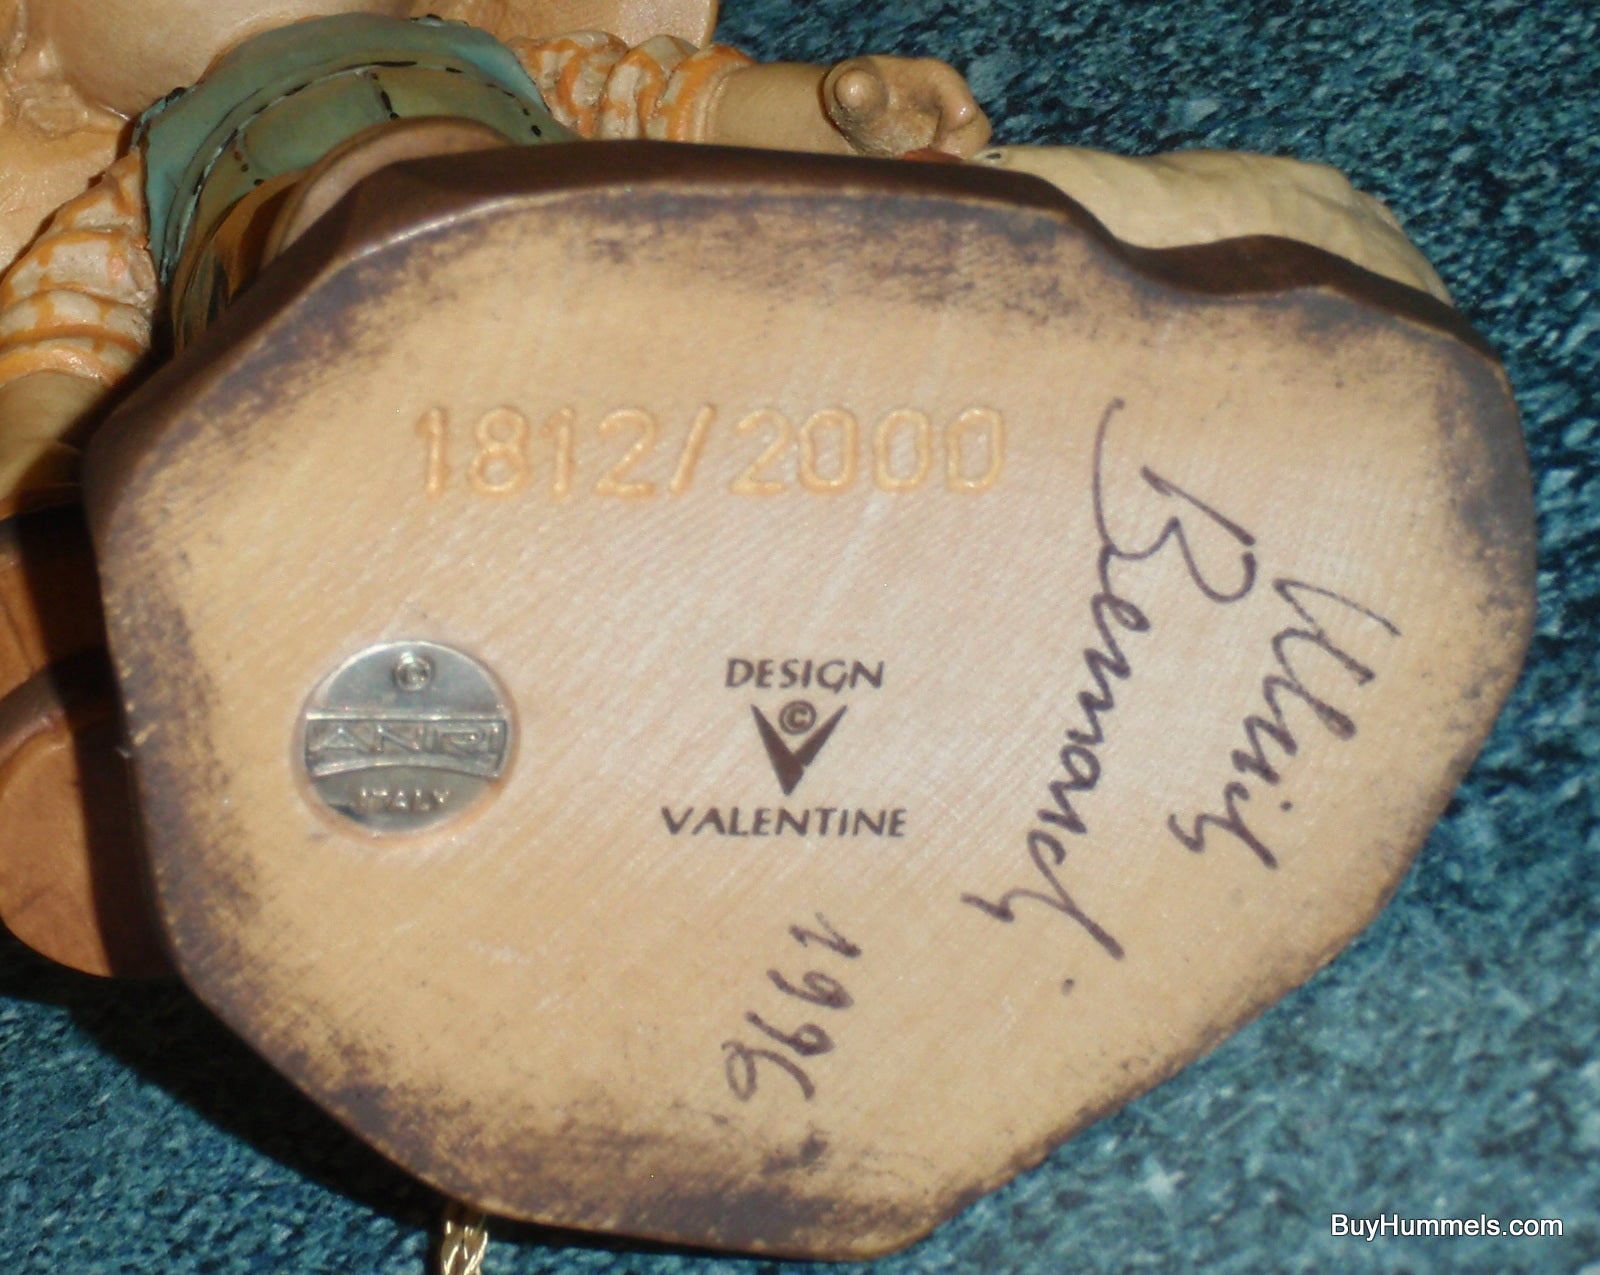 1812/2000
©
ANRI
ITALY
DESIGN
©
VALENTINE
Ulrich
Bernardi
1996
BuyHummels.com